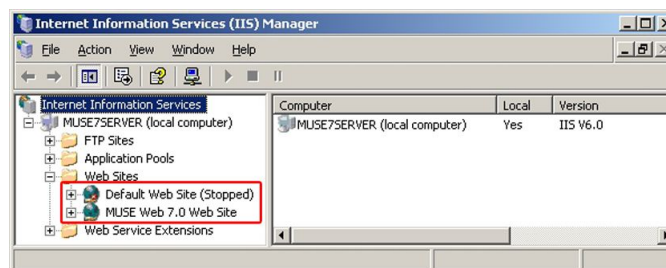 Internet Information Services (IIS) Manager
File Action View Window Help
Internet Information Services
MUSE7SERVER (local computer)
FTP Sites
Application Pools
Web Sites
Default Web Site (Stopped)
MUSE Web 7.0 Web Site
Web Service Extensions
Computer Local Version
MUSE7SERVER (local computer) Yes IIS V6.0